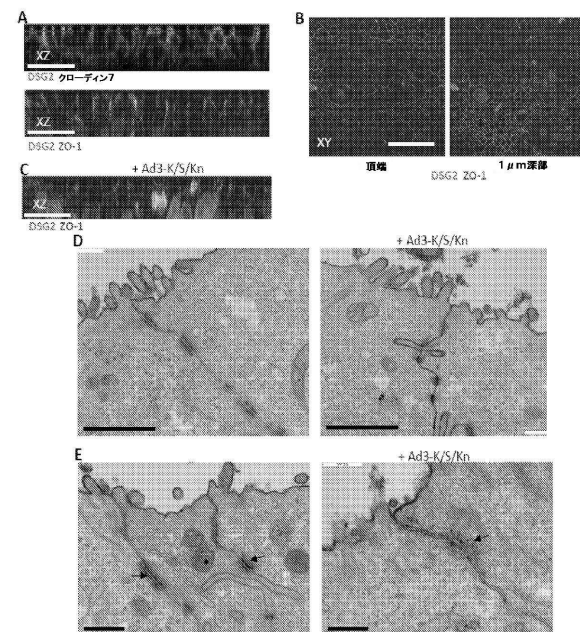 A
XZ
DSG2 クローディン7
XZ
DSG2 ZO-1
B
XY
頂端
1μm深部
DSG2 ZO-1
C
+ Ad3-K/S/Kn
XZ
DSG2 ZO-1
D
+ Ad3-K/S/Kn
E
+ Ad3-K/S/Kn